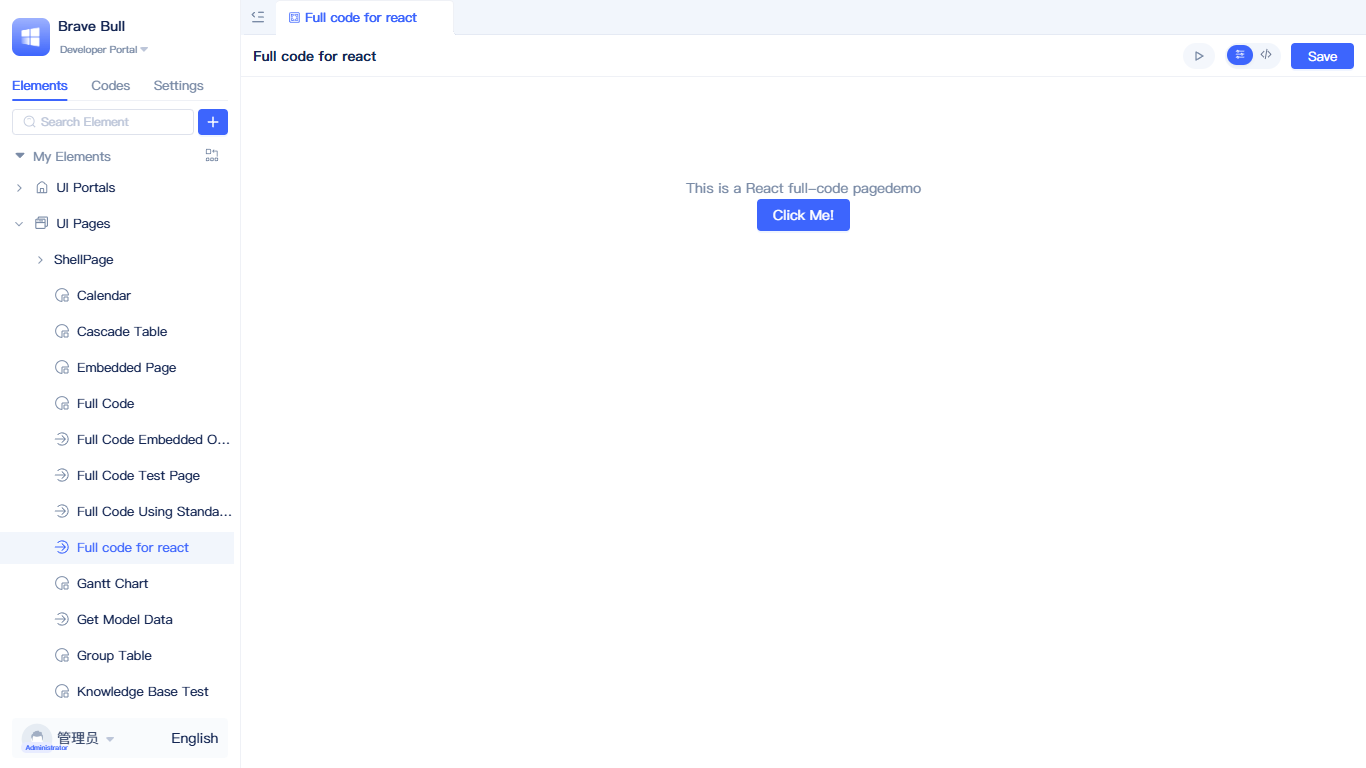 Brave Bull
Developer Portal
Elements Codes Settings
Search Element
My Elements
UI Portals
UI Pages
ShellPage
Calendar
Cascade Table
Embedded Page
Full Code
Full Code Embedded O...
Full Code Test Page
Full Code Using Standa...
Full code for react
Gantt Chart
Get Model Data
Group Table
Knowledge Base Test
管理员
Administrator
English
Full code for react
Full code for react
Save
This is a React full-code pagedemo
Click Me!